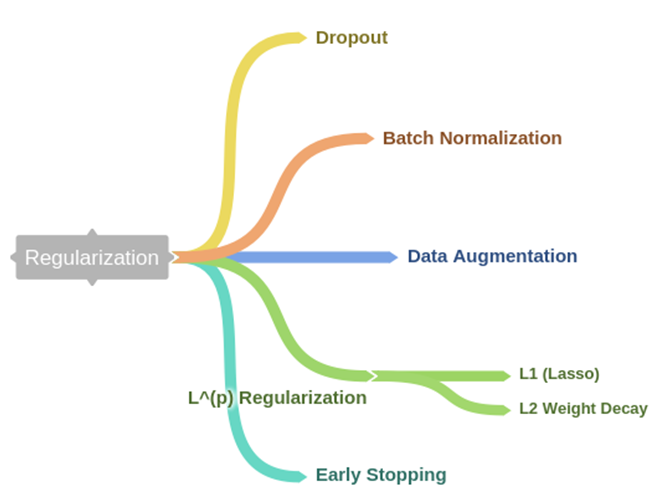 Dropout
Batch Normalization
Regularization
Data Augmentation
L1 (Lasso)
L^(p) Regularization
L2 Weight Decay
Early Stopping